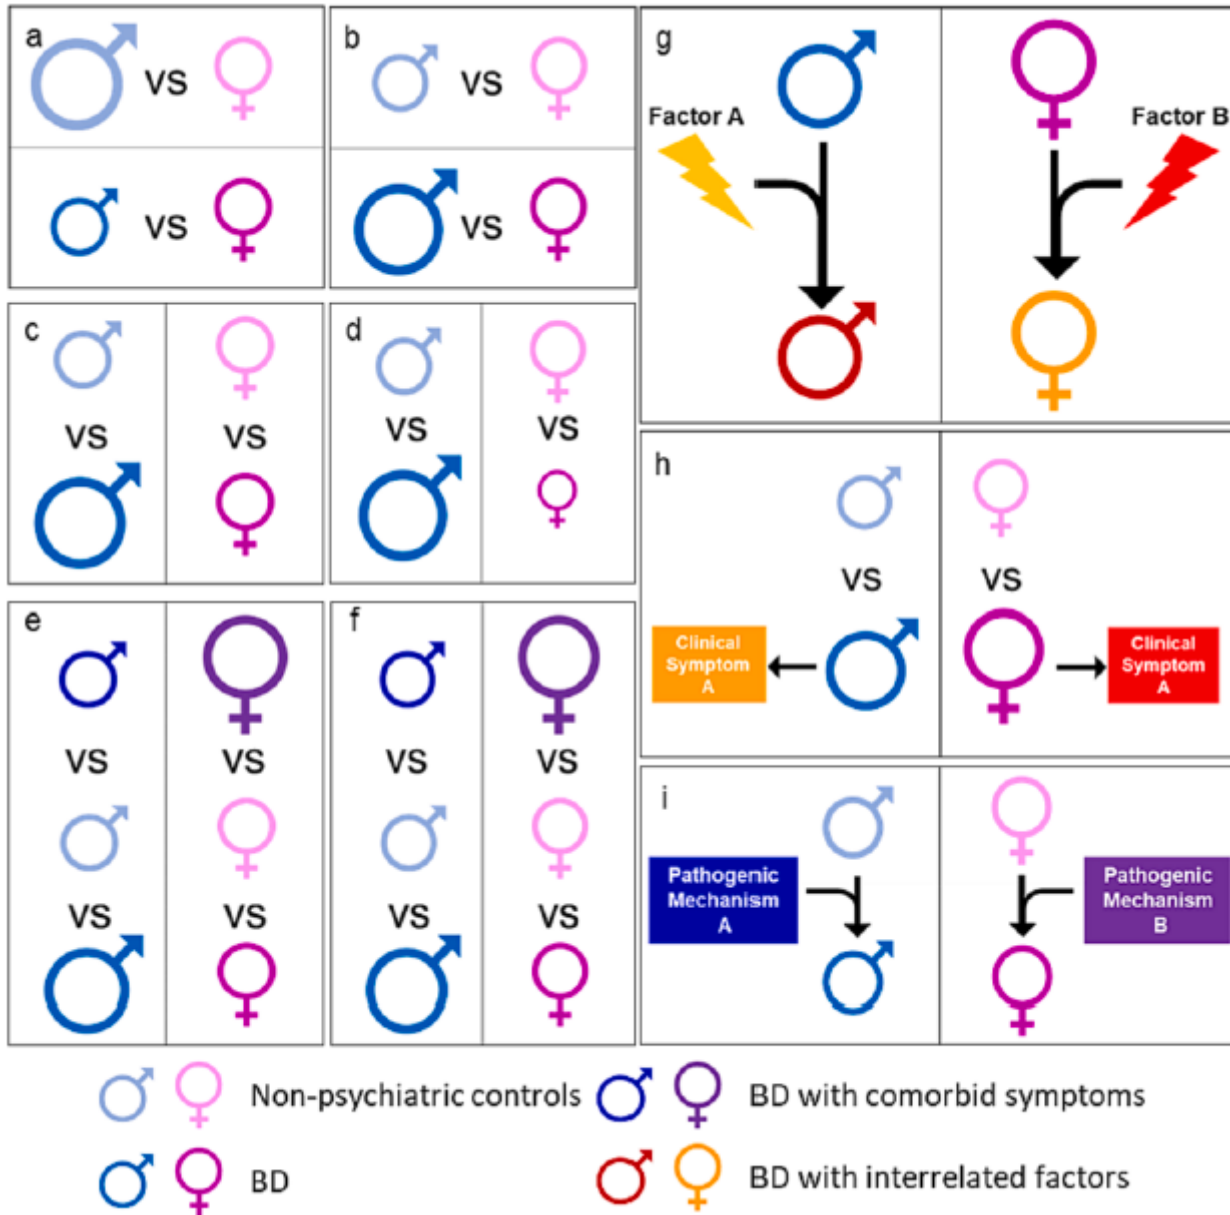 a
VS
VS
b
VS
VS
c
VS
VS
d
VS
VS
e
VS
VS
VS
VS
f
VS
VS
VS
VS
g
Factor A
Factor B
h
VS
VS
Clinical
Symptom
A
Clinical
Symptom
A
i
Pathogenic
Mechanism
A
Pathogenic
Mechanism
B
Non-psychiatric controls
BD with comorbid symptoms
BD
BD with interrelated factors